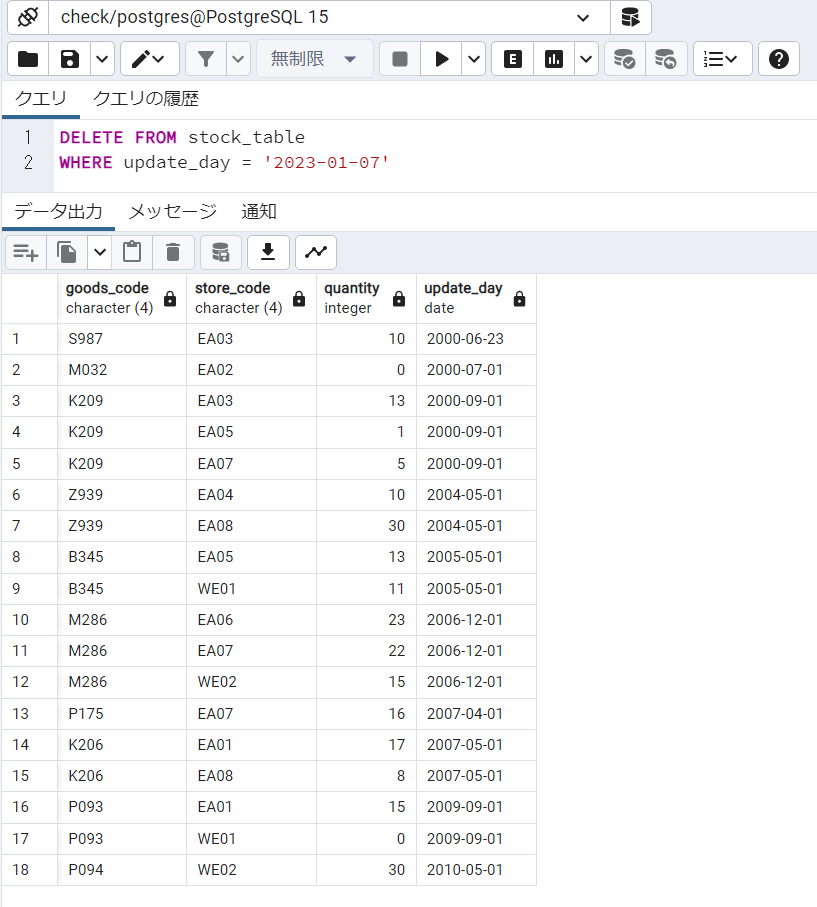 check/postgres@PostgreSQL 15
無制限
E
クエリ クエリの履歴
1 DELETE FROM stock_table
2 WHERE update_day = '2023-01-07'
データ出力 メッセージ 通知
goods_code store_code quantity update_day
character (4) character (4) integer date
1 S987 EA03 10 2000-06-23
2 M032 EA02 0 2000-07-01
3 K209 EA03 13 2000-09-01
4 K209 EA05 1 2000-09-01
5 K209 EA07 5 2000-09-01
6 Z939 EA04 10 2004-05-01
7 Z939 EA08 30 2004-05-01
8 B345 EA05 13 2005-05-01
9 B345 WE01 11 2005-05-01
10 M286 EA06 23 2006-12-01
11 M286 EA07 22 2006-12-01
12 M286 WE02 15 2006-12-01
13 P175 EA07 16 2007-04-01
14 K206 EA01 17 2007-05-01
15 K206 EA08 8 2007-05-01
16 P093 EA01 15 2009-09-01
17 P093 WE01 0 2009-09-01
18 P094 WE02 30 2010-05-01